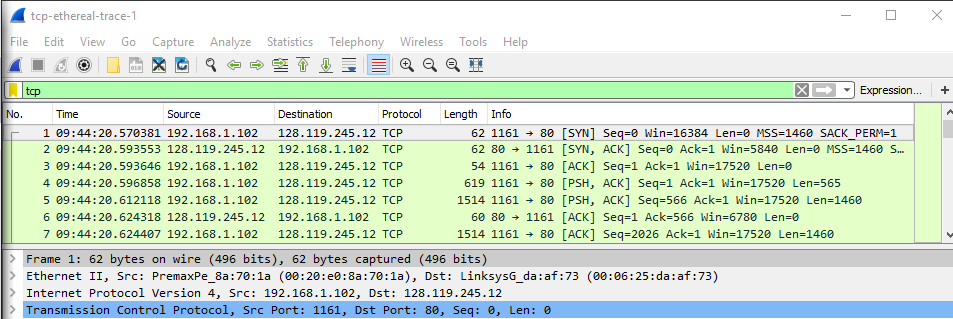 tcp-ethereal-trace-1
File Edit View Go Capture Analyze Statistics Telephony Wireless Tools Help
tcp Expression... +
No. Time Source Destination Protocol Length Info
1 09:44:20.570381 192.168.1.102 128.119.245.12 TCP 62 1161 → 80 [SYN] Seq=0 Win=16384 Len=0 MSS=1460 SACK_PERM=1
2 09:44:20.593553 128.119.245.12 192.168.1.102 TCP 62 80 → 1161 [SYN, ACK] Seq=0 Ack=1 Win=5840 Len=0 MSS=1460 S…
3 09:44:20.593646 192.168.1.102 128.119.245.12 TCP 54 1161 → 80 [ACK] Seq=1 Ack=1 Win=17520 Len=0
4 09:44:20.596858 192.168.1.102 128.119.245.12 TCP 619 1161 → 80 [PSH, ACK] Seq=1 Ack=1 Win=17520 Len=565
5 09:44:20.612118 192.168.1.102 128.119.245.12 TCP 1514 1161 → 80 [PSH, ACK] Seq=566 Ack=1 Win=17520 Len=1460
6 09:44:20.624318 128.119.245.12 192.168.1.102 TCP 60 80 → 1161 [ACK] Seq=1 Ack=566 Win=6780 Len=0
7 09:44:20.624407 192.168.1.102 128.119.245.12 TCP 1514 1161 → 80 [ACK] Seq=2026 Ack=1 Win=17520 Len=1460
Frame 1: 62 bytes on wire (496 bits), 62 bytes captured (496 bits)
Ethernet II, Src: PremaxPe_8a:70:1a (00:20:e0:8a:70:1a), Dst: LinksysG_da:af:73 (00:06:25:da:af:73)
Internet Protocol Version 4, Src: 192.168.1.102, Dst: 128.119.245.12
Transmission Control Protocol, Src Port: 1161, Dst Port: 80, Seq: 0, Len: 0